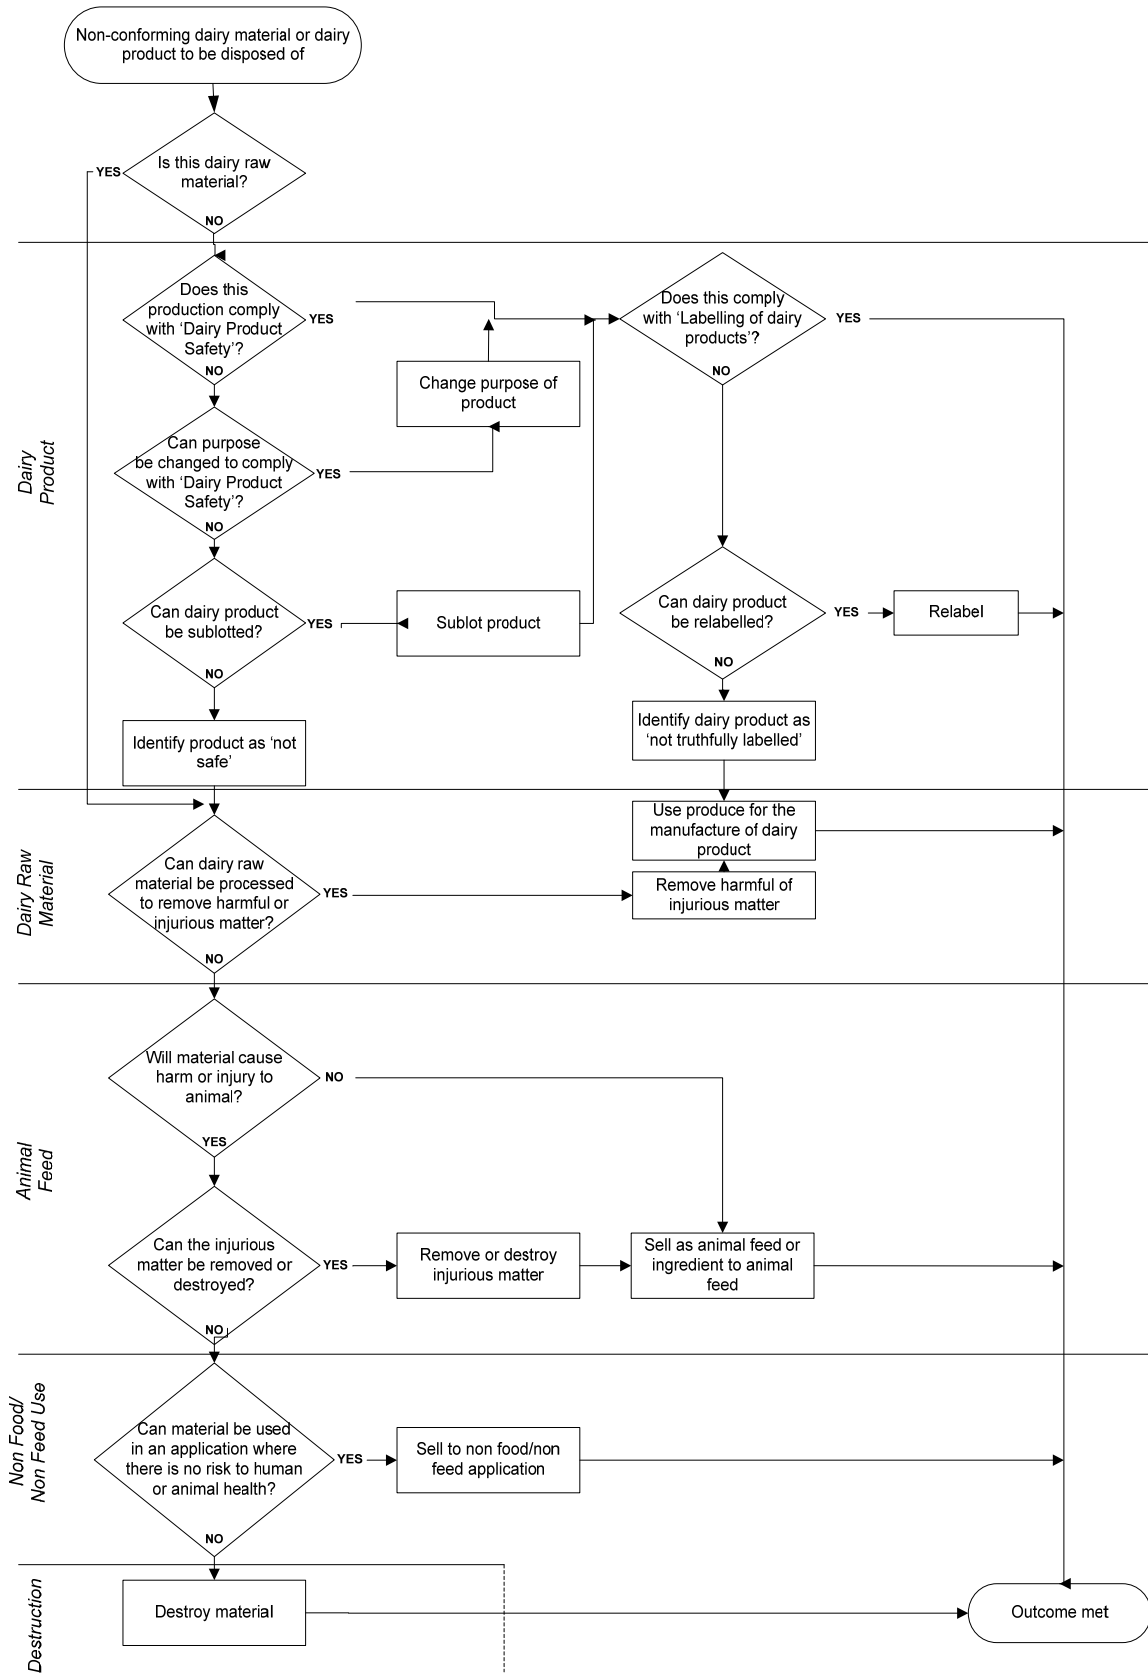 Non-conforming dairy material or dairy
product to be disposed of
Is this dairy raw
material?
YES
NO
Dairy
Product
Does this
production comply
with ‘Dairy Product
Safety’?
YES
NO
Does this comply
with ‘Labelling of dairy
products’?
YES
NO
Change purpose of
product
Can purpose
be changed to comply
with ‘Dairy Product
Safety’?
YES
NO
Can dairy product
be sublotted?
YES
NO
Sublot product
Can dairy product
be relabelled?
YES
NO
Relabel
Identify product as ‘not
safe’
Identify dairy product as
‘not truthfully labelled’
Dairy Raw
Material
Use produce for the
manufacture of dairy
product
Can dairy raw
material be processed
to remove harmful or
injurious matter?
YES
NO
Remove harmful of
injurious matter
Animal
Feed
Will material cause
harm or injury to
animal?
NO
YES
Can the injurious
matter be removed or
destroyed?
YES
NO
Remove or destroy
injurious matter
Sell as animal feed or
ingredient to animal
feed
Non Food/
Non Feed Use
Can material be used
in an application where
there is no risk to human
or animal health?
YES
NO
Sell to non food/non
feed application
Destruction
Destroy material
Outcome met